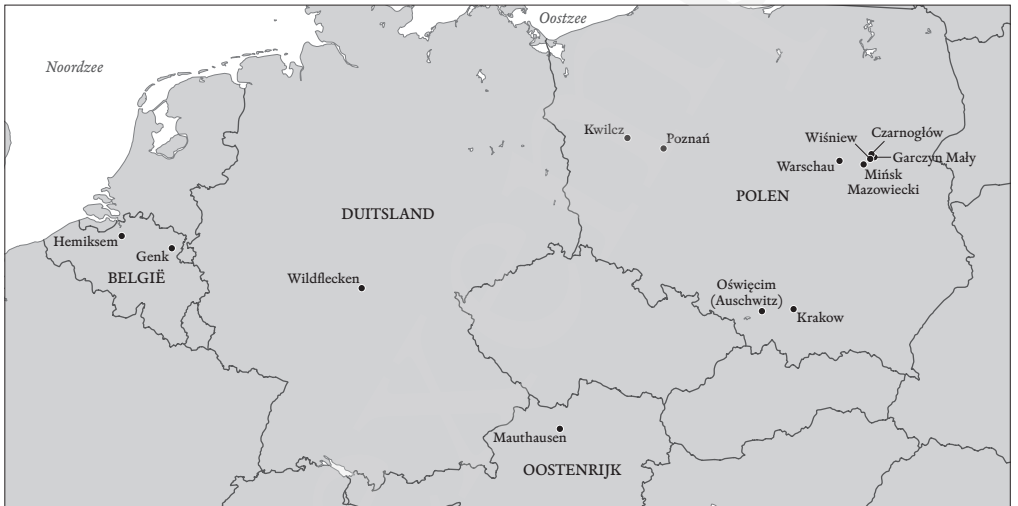 Oostzee
Noordzee
Kwilcz
Poznań
Wiśniew
Czarnogłów
Garczyn Mały
Warschau
Mińsk
Mazowiecki
POLEN
DUITSLAND
Hemiksem
Genk
BELGIË
Wildflecken
Oświęcim
(Auschwitz)
Krakow
Mauthausen
OOSTENRIJK